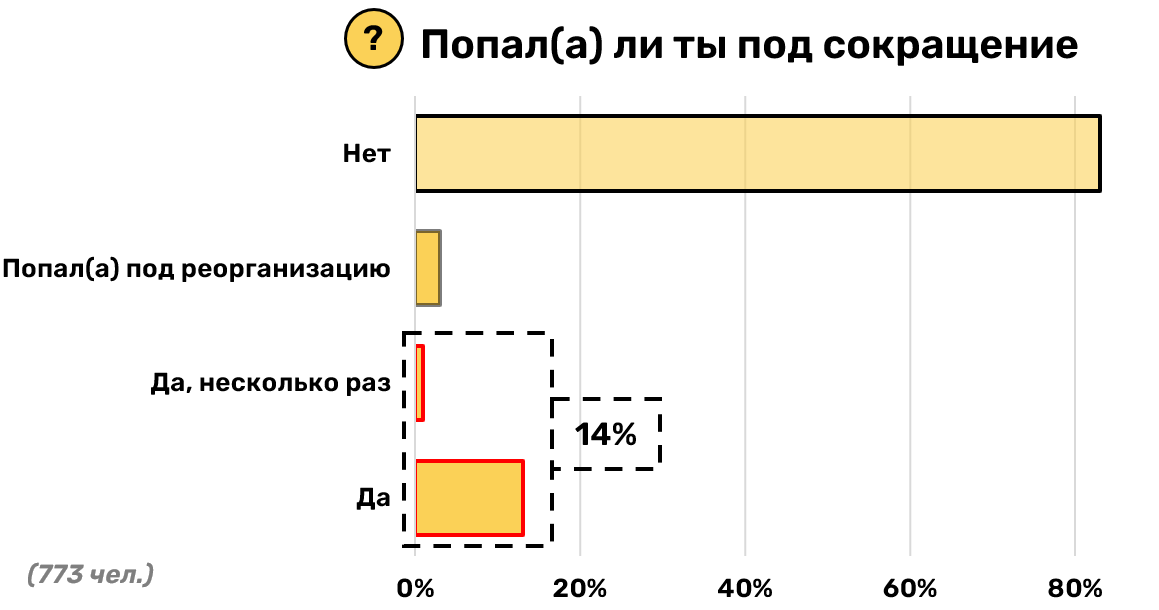 ?
Попал(а) ли ты под сокращение
Нет
Попал(а) под реорганизацию
Да, несколько раз
14%
Да
(773 чел.)
0% 20% 40% 60% 80%